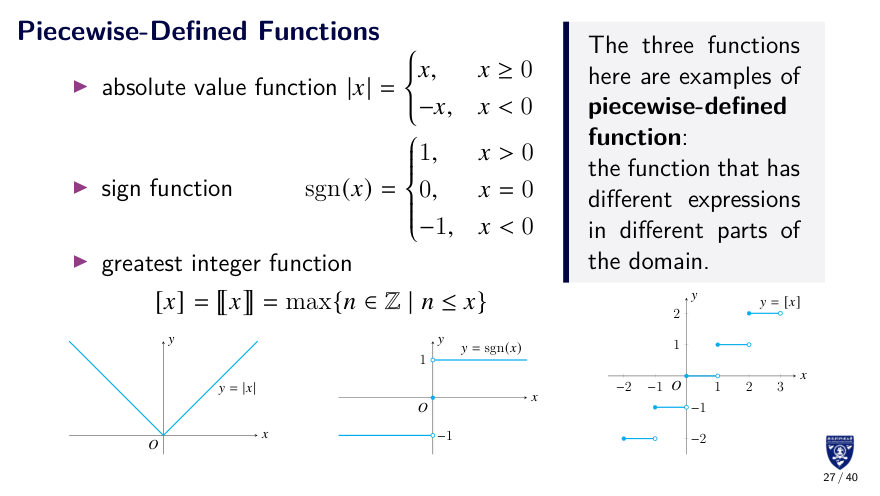 Piecewise-Defined Functions
▶ absolute value function |x| = { x, x ≥ 0
−x, x < 0
▶ sign function sgn(x) = { 1, x > 0
0, x = 0
−1, x < 0
▶ greatest integer function
[x] = ⟦x⟧ = max{n ∈ ℤ | n ≤ x}
The three functions
here are examples of
piecewise-defined
function:
the function that has
different expressions
in different parts of
the domain.
y
y = |x|
x
O
y
y = sgn(x)
1
x
O
−1
y
y = [x]
2
1
x
−2 −1 O 1 2 3
−1
−2
27 / 40